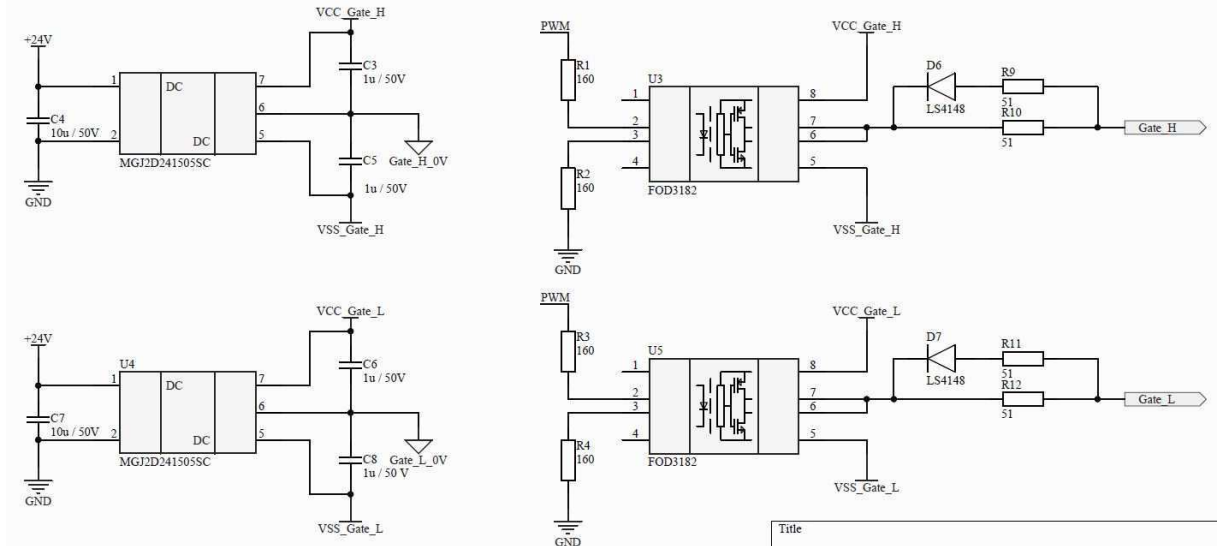 VCC_Gate_H
+24V
1
DC
7
C3
1u / 50V
6
C4
10u / 50V
2
DC
5
C5
1u / 50V
Gate_H_0V
MGJ2D241505SC
GND
VSS_Gate_H
PWM
R1
160
U3
VCC_Gate_H
1
8
2
7
3
6
4
5
R2
160
FOD3182
D6
LS4148
R9
51
R10
51
Gate_H
VSS_Gate_H
GND
VCC_Gate_L
+24V
U4
1
DC
7
C6
1u / 50V
6
C7
10u / 50V
2
DC
5
C8
1u / 50 V
Gate_L_0V
MGJ2D241505SC
GND
VSS_Gate_L
PWM
R3
160
U5
VCC_Gate_L
1
8
2
7
3
6
4
5
R4
160
FOD3182
D7
LS4148
R11
51
R12
51
Gate_L
VSS_Gate_L
GND
Title